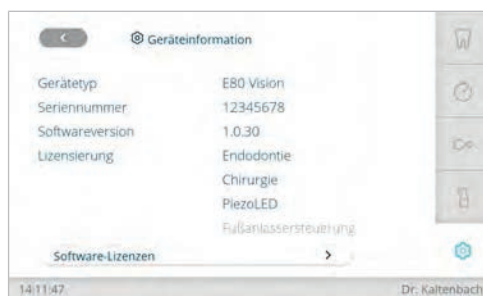 Geräteinformation
Gerätetyp E80 Vision
Seriennummer 12345678
Softwareversion 1.0.30
Lizensierung Endodontie
Chirurgie
PiezoLED
Fußanlassersteuerung
Software-Lizenzen
14:11:47 Dr. Kaltenbach